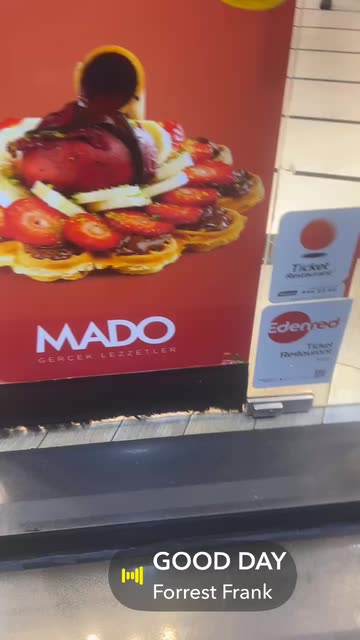 MADO
GERÇEK LEZZETLER
Ticket
Restaurant
Edenred
Ticket
Restaurant
GOOD DAY
Forrest Frank